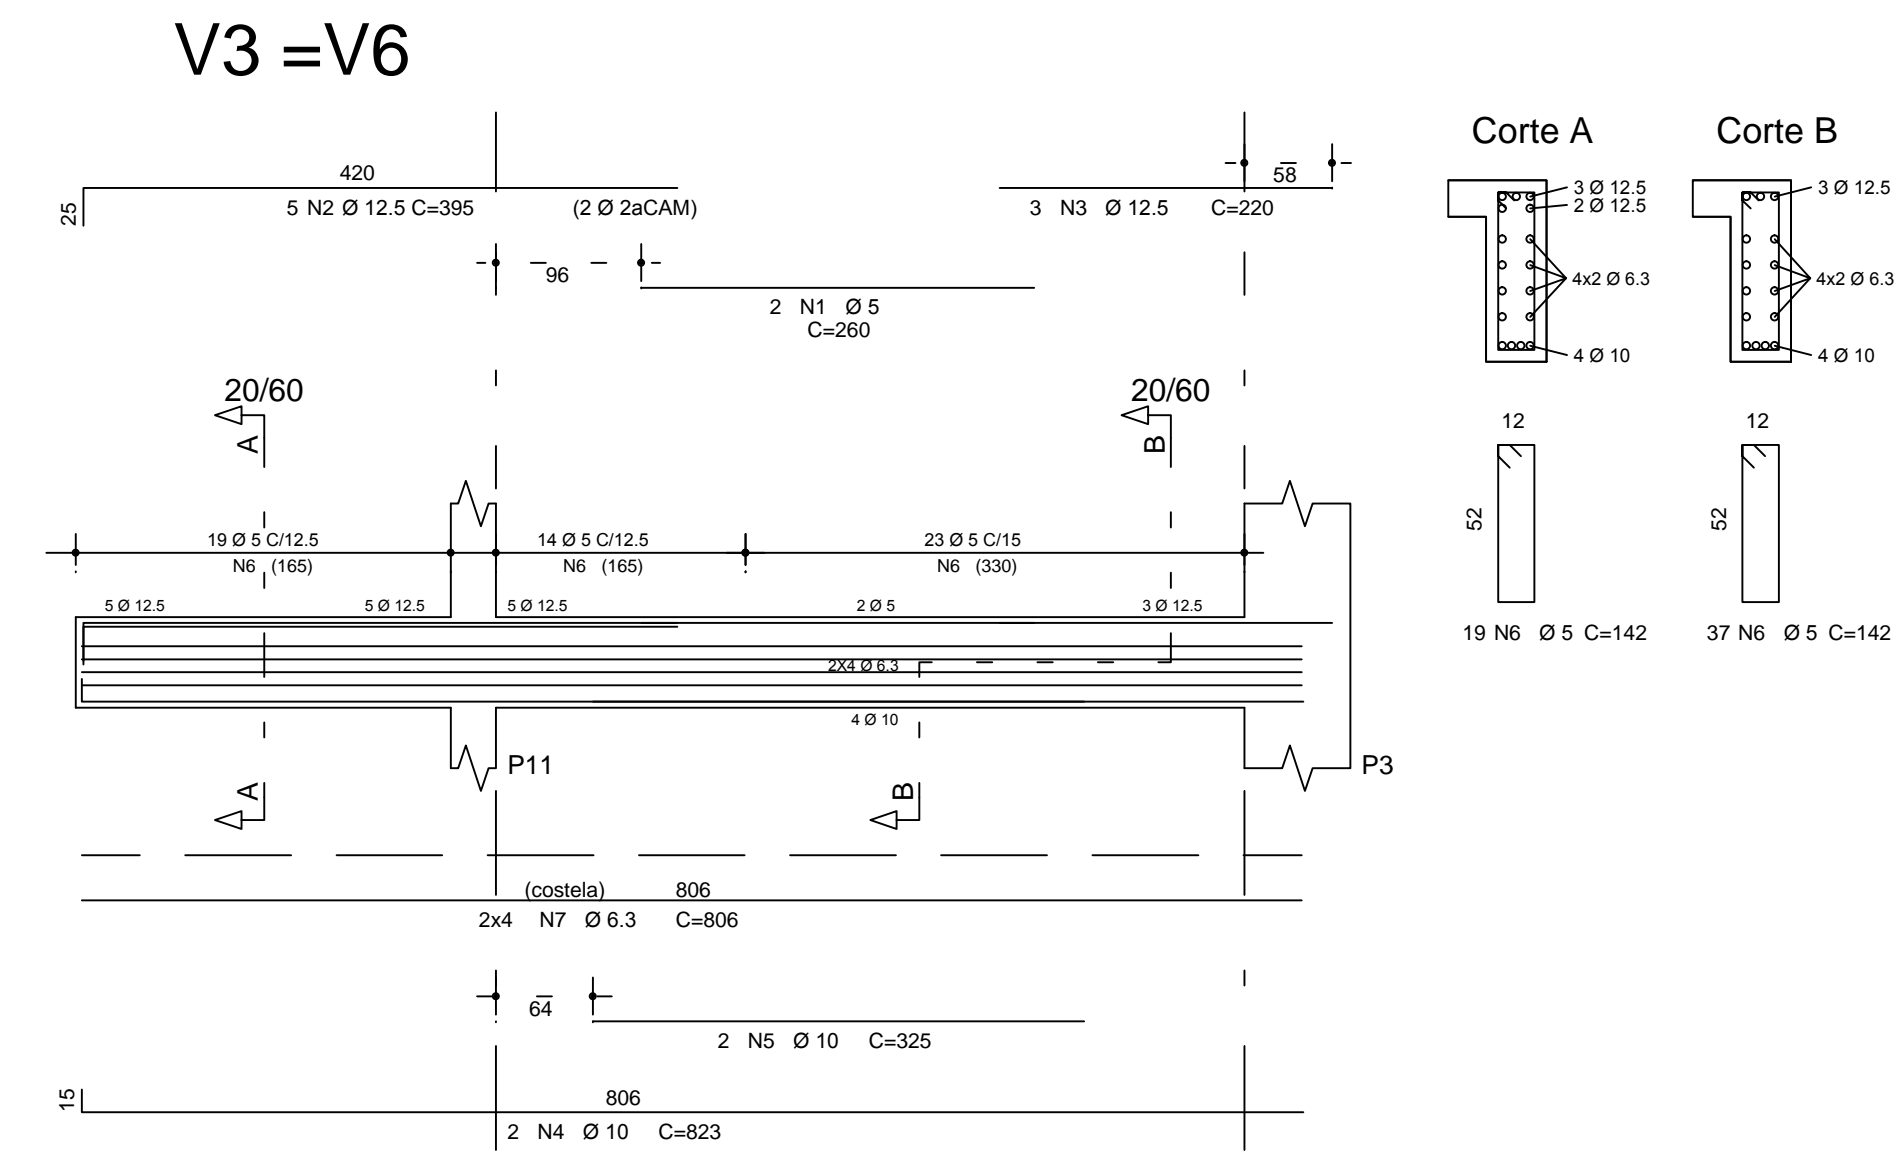 V3 =V6
420
25
5 N2 Ø 12.5 C=395 (2 Ø 2aCAM)
58
3 N3 Ø 12.5 C=220
96
2 N1 Ø 5
C=260
20/60
A
20/60
B
19 Ø 5 C/12.5
N6 (165)
14 Ø 5 C/12.5
N6 (165)
23 Ø 5 C/15
N6 (330)
5 Ø 12.5
5 Ø 12.5
5 Ø 12.5
2 Ø 5
3 Ø 12.5
2X4 Ø 6.3
4 Ø 10
P11
P3
A
B
(costela) 806
2x4 N7 Ø 6.3 C=806
64
2 N5 Ø 10 C=325
15
806
2 N4 Ø 10 C=823
Corte A
3 Ø 12.5
2 Ø 12.5
4x2 Ø 6.3
4 Ø 10
12
52
19 N6 Ø 5 C=142
Corte B
3 Ø 12.5
4x2 Ø 6.3
4 Ø 10
12
52
37 N6 Ø 5 C=142